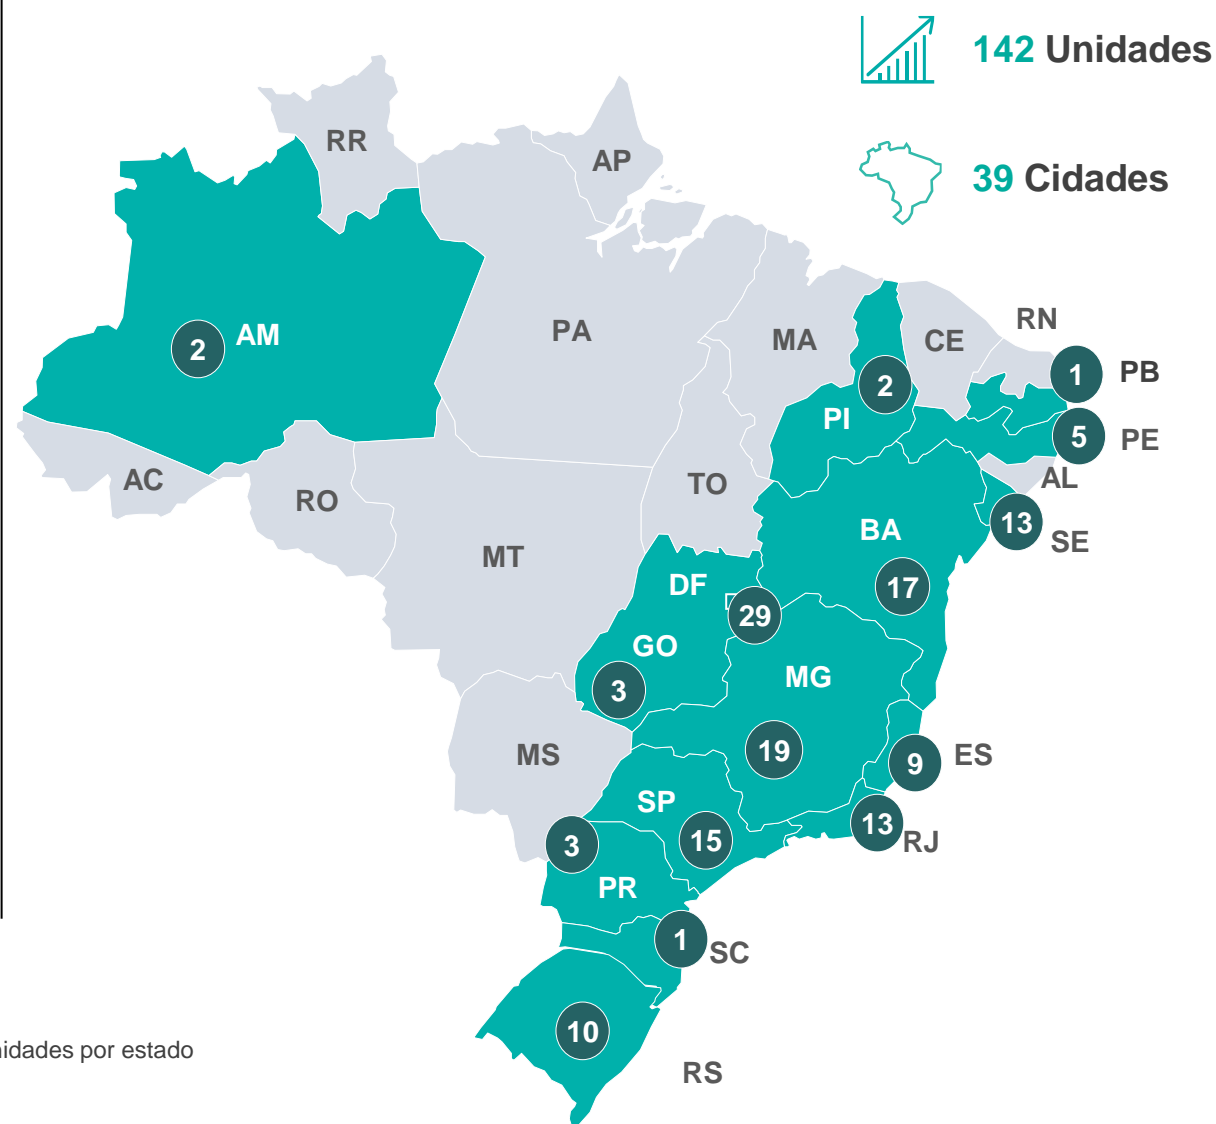 142 Unidades
39 Cidades
RR
AP
AM
2
PA
MA
CE
RN
PI
2
1 PB
5 PE
AL
AC
RO
TO
MT
BA
17
13 SE
DF
29
GO
3
MG
19
MS
9 ES
SP
15
13 RJ
3
PR
1 SC
10
RS
nidades por estado